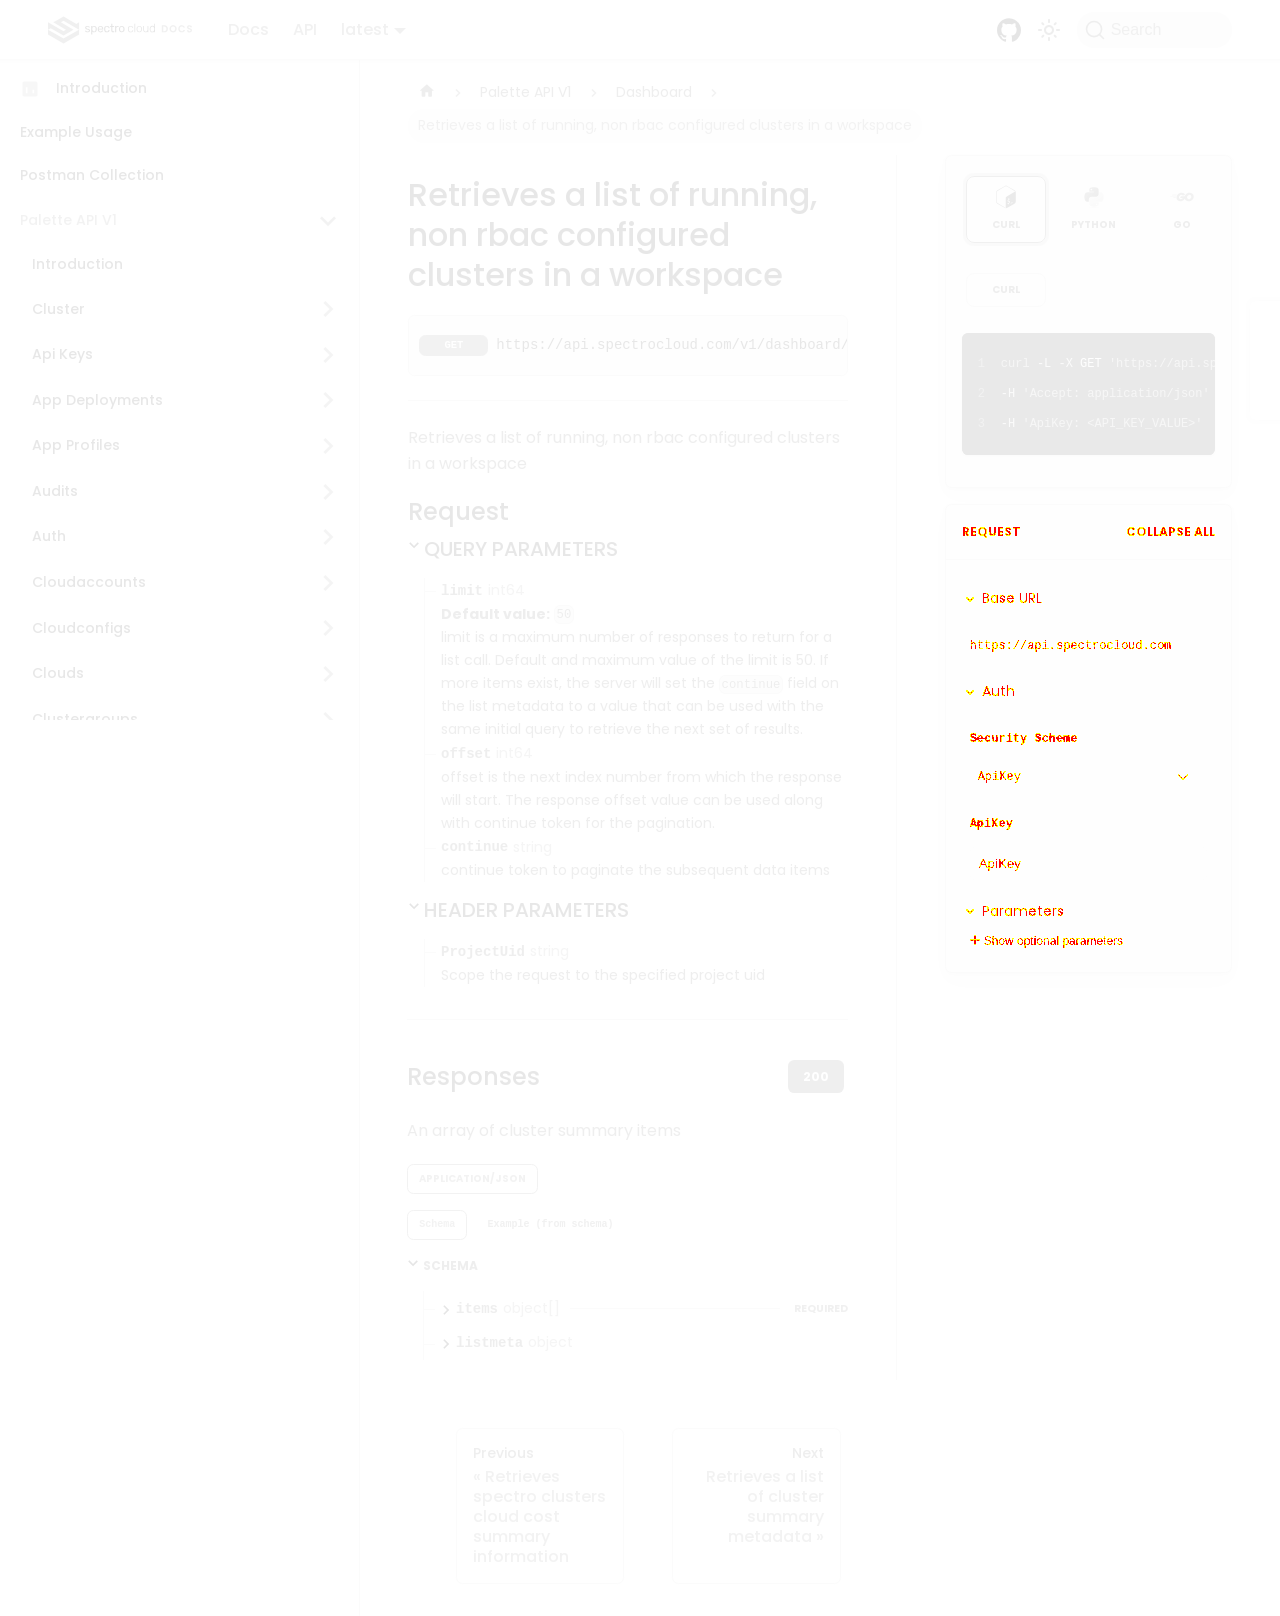 spectro cloud DOCS
Docs
API
latest
Search
Introduction
Example Usage
Postman Collection
Palette API V1
Introduction
Cluster
Api Keys
App Deployments
App Profiles
Audits
Auth
Cloudaccounts
Cloudconfigs
Clouds
Clustergroups
Palette API V1
Dashboard
Retrieves a list of running, non rbac configured clusters in a workspace
Retrieves a list of running,
non rbac configured
clusters in a workspace
GET https://api.spectrocloud.com/v1/dashboard/
Retrieves a list of running, non rbac configured clusters
in a workspace
Request
QUERY PARAMETERS
limit int64
Default value: 50
limit is a maximum number of responses to return for a
list call. Default and maximum value of the limit is 50. If
more items exist, the server will set the continue field on
the list metadata to a value that can be used with the
same initial query to retrieve the next set of results.
offset int64
offset is the next index number from which the response
will start. The response offset value can be used along
with continue token for the pagination.
continue string
continue token to paginate the subsequent data items
HEADER PARAMETERS
ProjectUid string
Scope the request to the specified project uid
Responses
200
An array of cluster summary items
APPLICATION/JSON
Schema
Example (from schema)
SCHEMA
items object[]
REQUIRED
listmeta object
Previous
« Retrieves
spectro clusters
cloud cost
summary
information
Next
Retrieves a list
of cluster
summary
metadata »
CURL
PYTHON
GO
CURL
1 curl -L -X GET 'https://api.sp
2 -H 'Accept: application/json'
3 -H 'ApiKey: <API_KEY_VALUE>'
REQUEST
COLLAPSE ALL
Base URL
https://api.spectrocloud.com
Auth
Security Scheme
ApiKey
ApiKey
ApiKey
Parameters
Show optional parameters